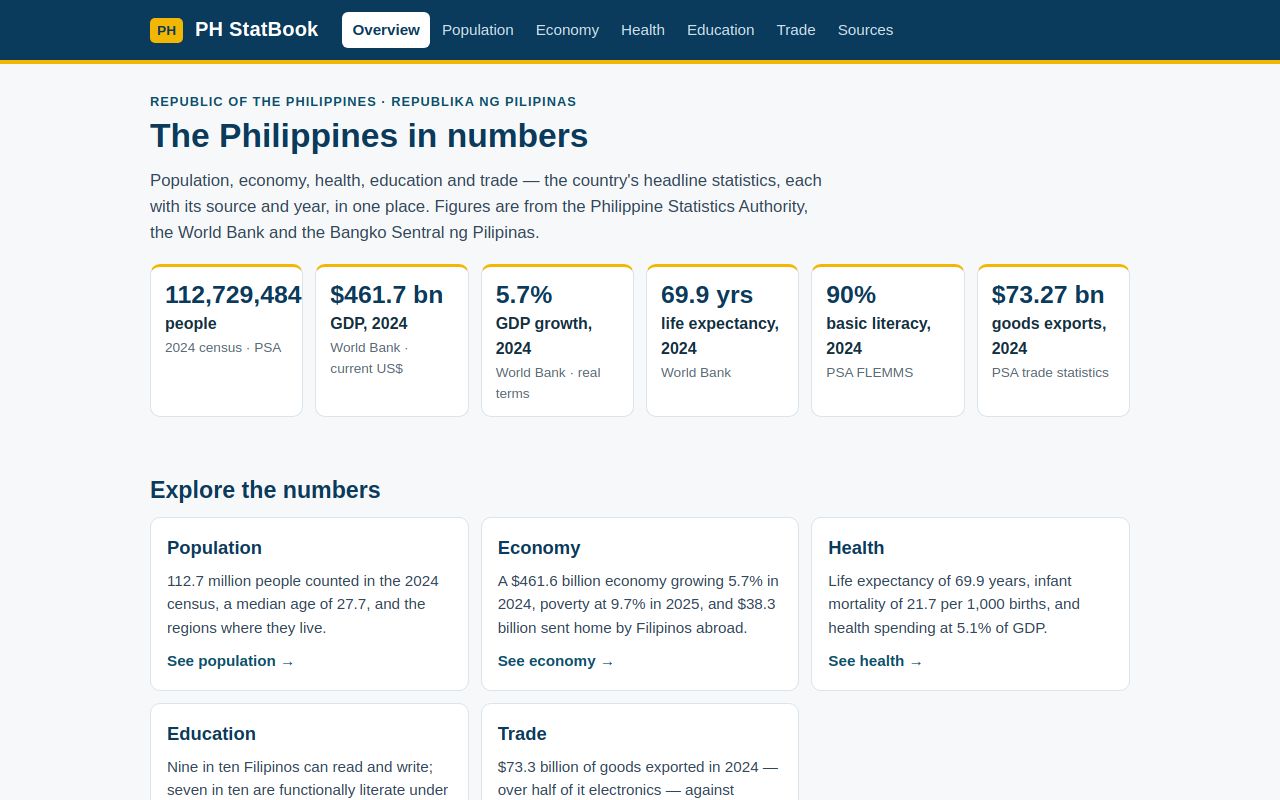 PH PH StatBook Overview Population Economy Health Education Trade Sources
REPUBLIC OF THE PHILIPPINES · REPUBLIKA NG PILIPINAS
The Philippines in numbers
Population, economy, health, education and trade — the country's headline statistics, each
with its source and year, in one place. Figures are from the Philippine Statistics Authority,
the World Bank and the Bangko Sentral ng Pilipinas.
112,729,484
people
2024 census · PSA
$461.7 bn
GDP, 2024
World Bank ·
current US$
5.7%
GDP growth,
2024
World Bank · real
terms
69.9 yrs
life expectancy,
2024
World Bank
90%
basic literacy,
2024
PSA FLEMMS
$73.27 bn
goods exports,
2024
PSA trade statistics
Explore the numbers
Population
112.7 million people counted in the 2024
census, a median age of 27.7, and the
regions where they live.
See population →
Economy
A $461.6 billion economy growing 5.7% in
2024, poverty at 9.7% in 2025, and $38.3
billion sent home by Filipinos abroad.
See economy →
Health
Life expectancy of 69.9 years, infant
mortality of 21.7 per 1,000 births, and
health spending at 5.1% of GDP.
See health →
Education
Nine in ten Filipinos can read and write;
seven in ten are functionally literate under
Trade
$73.3 billion of goods exported in 2024 —
over half of it electronics — against